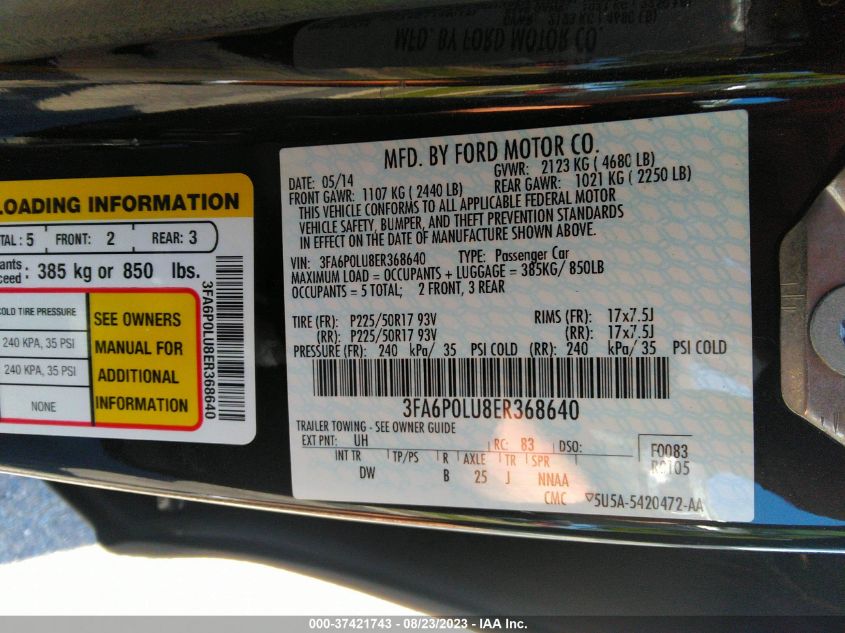 MFD. BY FORD MOTOR CO.
LOADING INFORMATION
TAL : 5 FRONT: 2 REAR: 3
385 kg or 850 lbs.
COLD TIRE PRESSURE
240 KPA, 35 PSI
240 KPA, 35 PSI
NONE
SEE OWNERS
MANUAL FOR
ADDITIONAL
INFORMATION
3FA6P0LU8ER368640
MFD. BY FORD MOTOR CO.
DATE: 05/14 GVWR: 2123 KG ( 4680 LB)
FRONT GAWR: 1107 KG ( 2440 LB) REAR GAWR: 1021 KG ( 2250 LB)
THIS VEHICLE CONFORMS TO ALL APPLICABLE FEDERAL MOTOR
VEHICLE SAFETY, BUMPER, AND THEFT PREVENTION STANDARDS
IN EFFECT ON THE DATE OF MANUFACTURE SHOWN ABOVE.
VIN: 3FA6P0LU8ER368640 TYPE: Passenger Car
MAXIMUM LOAD = OCCUPANTS + LUGGAGE = 385KG/ 850LB
OCCUPANTS = 5 TOTAL; 2 FRONT, 3 REAR
TIRE (FR): P225/50R17 93V RIMS (FR): 17x7.5J
(RR): P225/50R17 93V (RR): 17x7.5J
PRESSURE (FR): 240 kPa/ 35 PSI COLD (RR): 240 kPa/ 35 PSI COLD
3FA6P0LU8ER368640
TRAILER TOWING - SEE OWNER GUIDE
EXT PNT: UH RC: 83 DSO: F0083
INT TR TP/PS R AXLE TR SPR R0105
DW B 25 J NNAA
CMC ▽5U5A-5420472-AA
000-37421743 - 08/23/2023 - IAA Inc.